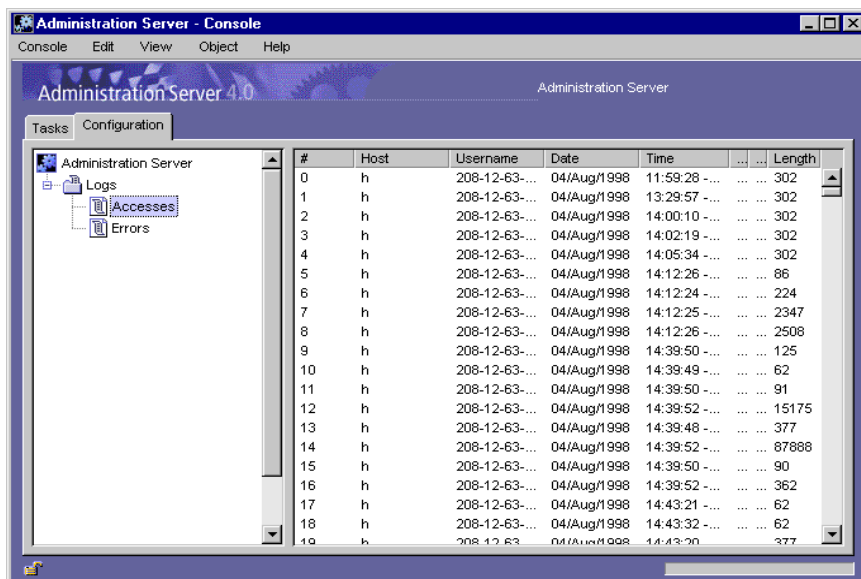 Administration Server - Console
Console Edit View Object Help
Administration Server 4.0
Administration Server
Tasks Configuration
Administration Server
Logs
Accesses
Errors
# Host Username Date Time ... ... Length
0 h 208-12-63-... 04/Aug/1998 11:59:28 -... ... ... 302
1 h 208-12-63-... 04/Aug/1998 13:29:57 -... ... ... 302
2 h 208-12-63-... 04/Aug/1998 14:00:10 -... ... ... 302
3 h 208-12-63-... 04/Aug/1998 14:02:19 -... ... ... 302
4 h 208-12-63-... 04/Aug/1998 14:05:34 -... ... ... 302
5 h 208-12-63-... 04/Aug/1998 14:12:26 -... ... ... 86
6 h 208-12-63-... 04/Aug/1998 14:12:24 -... ... ... 224
7 h 208-12-63-... 04/Aug/1998 14:12:25 -... ... ... 2347
8 h 208-12-63-... 04/Aug/1998 14:12:26 -... ... ... 2508
9 h 208-12-63-... 04/Aug/1998 14:39:50 -... ... ... 125
10 h 208-12-63-... 04/Aug/1998 14:39:49 -... ... ... 62
11 h 208-12-63-... 04/Aug/1998 14:39:50 -... ... ... 91
12 h 208-12-63-... 04/Aug/1998 14:39:52 -... ... ... 15175
13 h 208-12-63-... 04/Aug/1998 14:39:48 -... ... ... 377
14 h 208-12-63-... 04/Aug/1998 14:39:52 -... ... ... 87888
15 h 208-12-63-... 04/Aug/1998 14:39:50 -... ... ... 90
16 h 208-12-63-... 04/Aug/1998 14:39:52 -... ... ... 362
17 h 208-12-63-... 04/Aug/1998 14:43:21 -... ... ... 62
18 h 208-12-63-... 04/Aug/1998 14:43:32 -... ... ... 62
19 h 208-12-63 04/Aug/1998 14:43:20 377